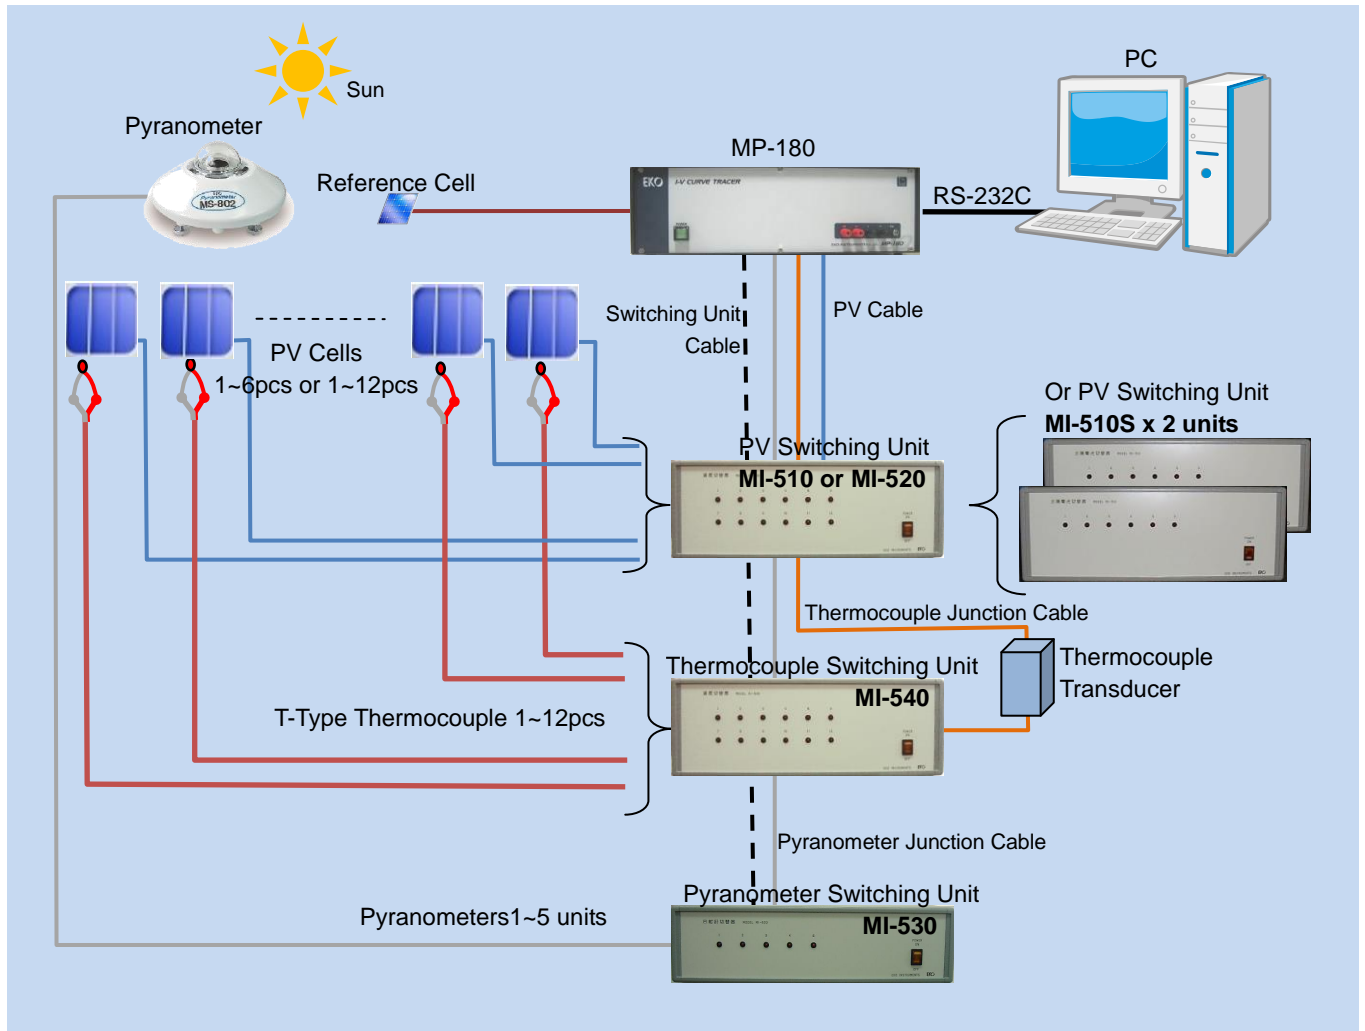 PC
Sun
Pyranometer
MS-802
MP-180
Reference Cell
EKO
I-V CURVE TRACER
RS-232C
Switching Unit
Cable
PV Cable
PV Cells
1~6pcs or 1~12pcs
Or PV Switching Unit
MI-510S x 2 units
PV Switching Unit
MI-510 or MI-520
Thermocouple Junction Cable
Thermocouple
Transducer
Thermocouple Switching Unit
MI-540
T-Type Thermocouple 1~12pcs
Pyranometer Junction Cable
Pyranometer Switching Unit
MI-530
Pyranometers1~5 units